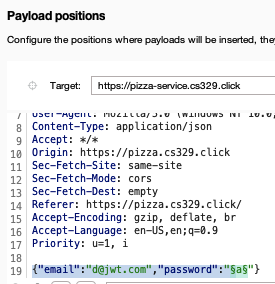 Payload positions
Configure the positions where payloads will be inserted, they
Target: https://pizza-service.cs329.click
7 User-Agent: Mozilla/5.0 (Windows NT 10.0;
8 Content-Type: application/json
9 Accept: */*
10 Origin: https://pizza.cs329.click
11 Sec-Fetch-Site: same-site
12 Sec-Fetch-Mode: cors
13 Sec-Fetch-Dest: empty
14 Referer: https://pizza.cs329.click/
15 Accept-Encoding: gzip, deflate, br
16 Accept-Language: en-US,en;q=0.9
17 Priority: u=1, i
18
19 {"email":"d@jwt.com","password":"§a§"}